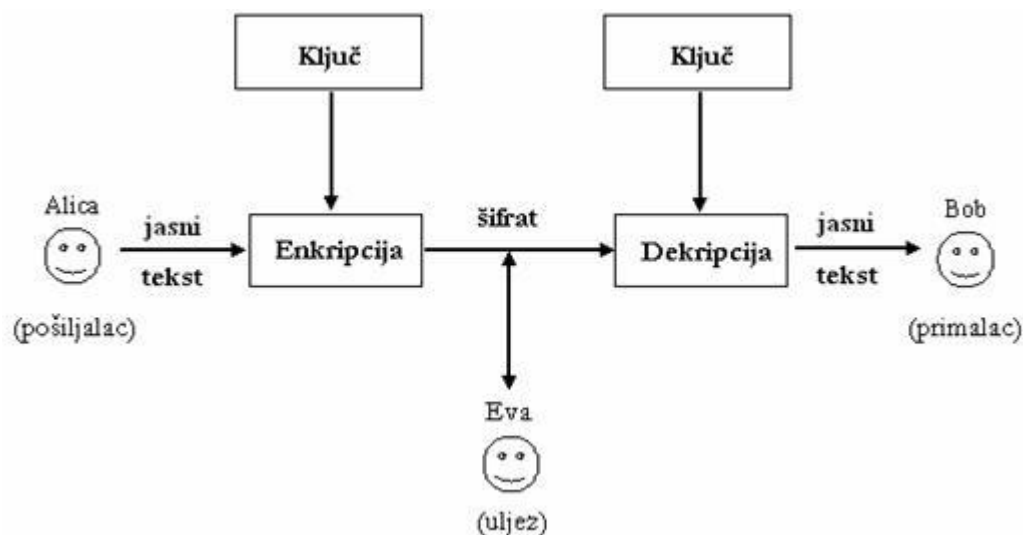 Ključ
Ključ
Alica
jasni
tekst
(pošiljalac)
Enkripcija
šifrat
Dekripcija
jasni
tekst
Bob
(primalac)
Eva
(uljez)